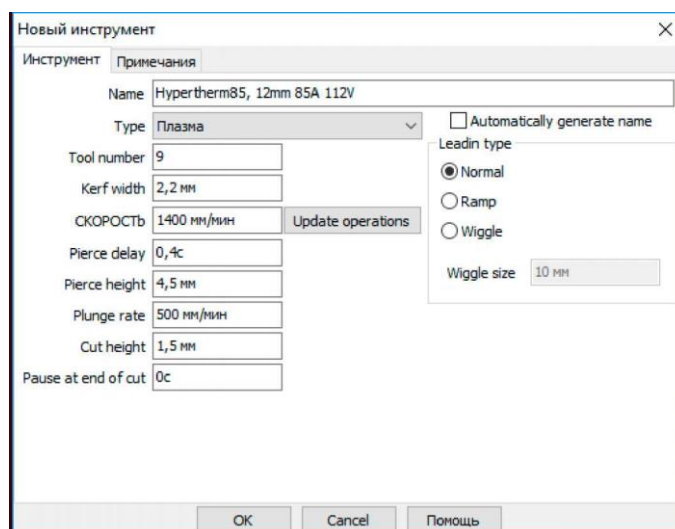 Новый инструмент
Инструмент Примечания
Name Hypertherm85, 12mm 85A 112V
Type Плазма Automatically generate name
Leadin type
Tool number 9
Normal
Kerf width 2,2 мм
Ramp
СКОРОСТЬ 1400 мм/мин Update operations
Wiggle
Pierce delay 0,4с
Wiggle size 10 мм
Pierce height 4,5 мм
Plunge rate 500 мм/мин
Cut height 1,5 мм
Pause at end of cut 0с
OK Cancel Помощь